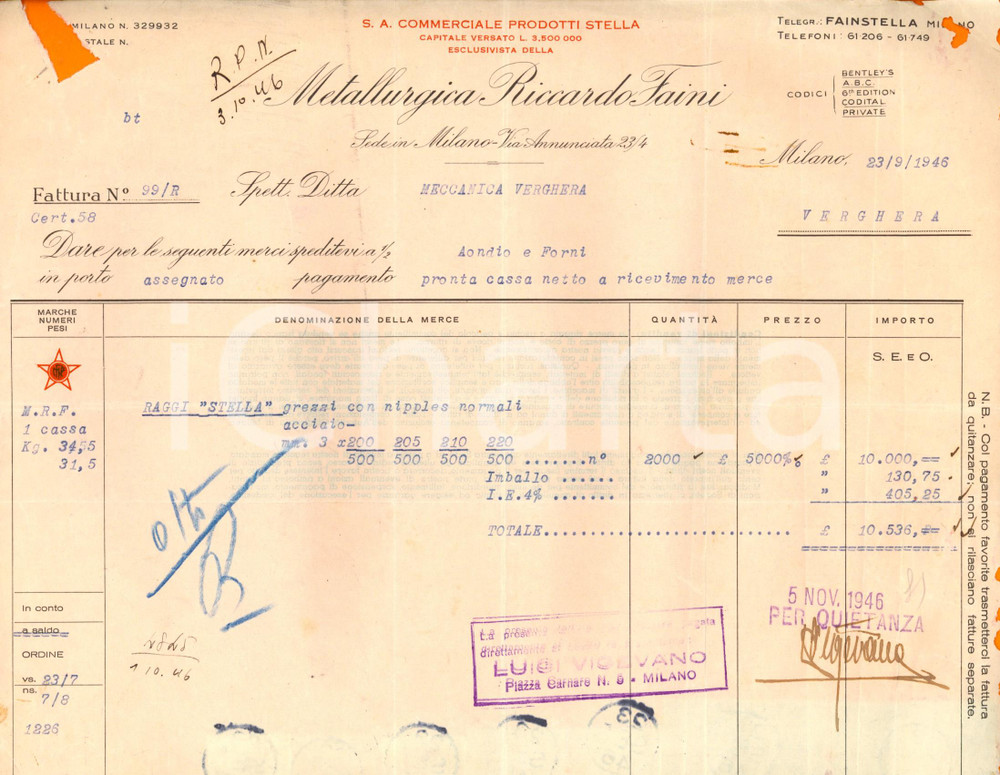 MILANO N. 329932
STALE N.
S. A. COMMERCIALE PRODOTTI STELLA
CAPITALE VERSATO L. 3,500 000
ESCLUSIVISTA DELLA
Metallurgica Riccardo Faini
Sede in Milano - Via Annunciata 23/4
Telegr.: FAINSTELLA MILANO
Telefoni: 61-206 - 61-749
CODICI
BENTLEY'S
A.B.C.
6th EDITION
CODITAL
PRIVATE
R.P.N.
3.10.46
bt
Milano, 23/9/1946
Fattura No 99/R
Cert.58
Spett. Ditta MECCANICA VERGHERA
VERGHERA
Dare per le seguenti merci speditevi a 1/2 Aondio e Forni
in porto assegnato pagamento pronta cassa netto a ricevimento merce
MARCHE NUMERI PESI
DENOMINAZIONE DELLA MERCE
QUANTITÀ
PREZZO
IMPORTO
S. E. e O.
M.R.F.
1 cassa
Kg. 34,5
31,5
RAGGI "STELLA" grezzi con nipples normali
acciaio-
mm. 3 x 200 205 210 220
500 500 500 500 .......n° 2000 £ 5000%o £ 10.000,==
Imballo ...... " 130,75
I.E.4% ....... " 405,25
TOTALE............................ £ 10.536,==
iCharta
In conto
a saldo
ORDINE
vs. 23/7
ns. 7/8
1226
1 10.46
La
direttamente
LUIGI VIGEVANO
Piazza Carnare N. 9 - MILANO
5 NOV. 1946
PER QUIETANZA
Vigevano
N. B. - Col pagamento favorite trasmetterci la fattura
da quitanzare; non si rilasciano fatture separate.